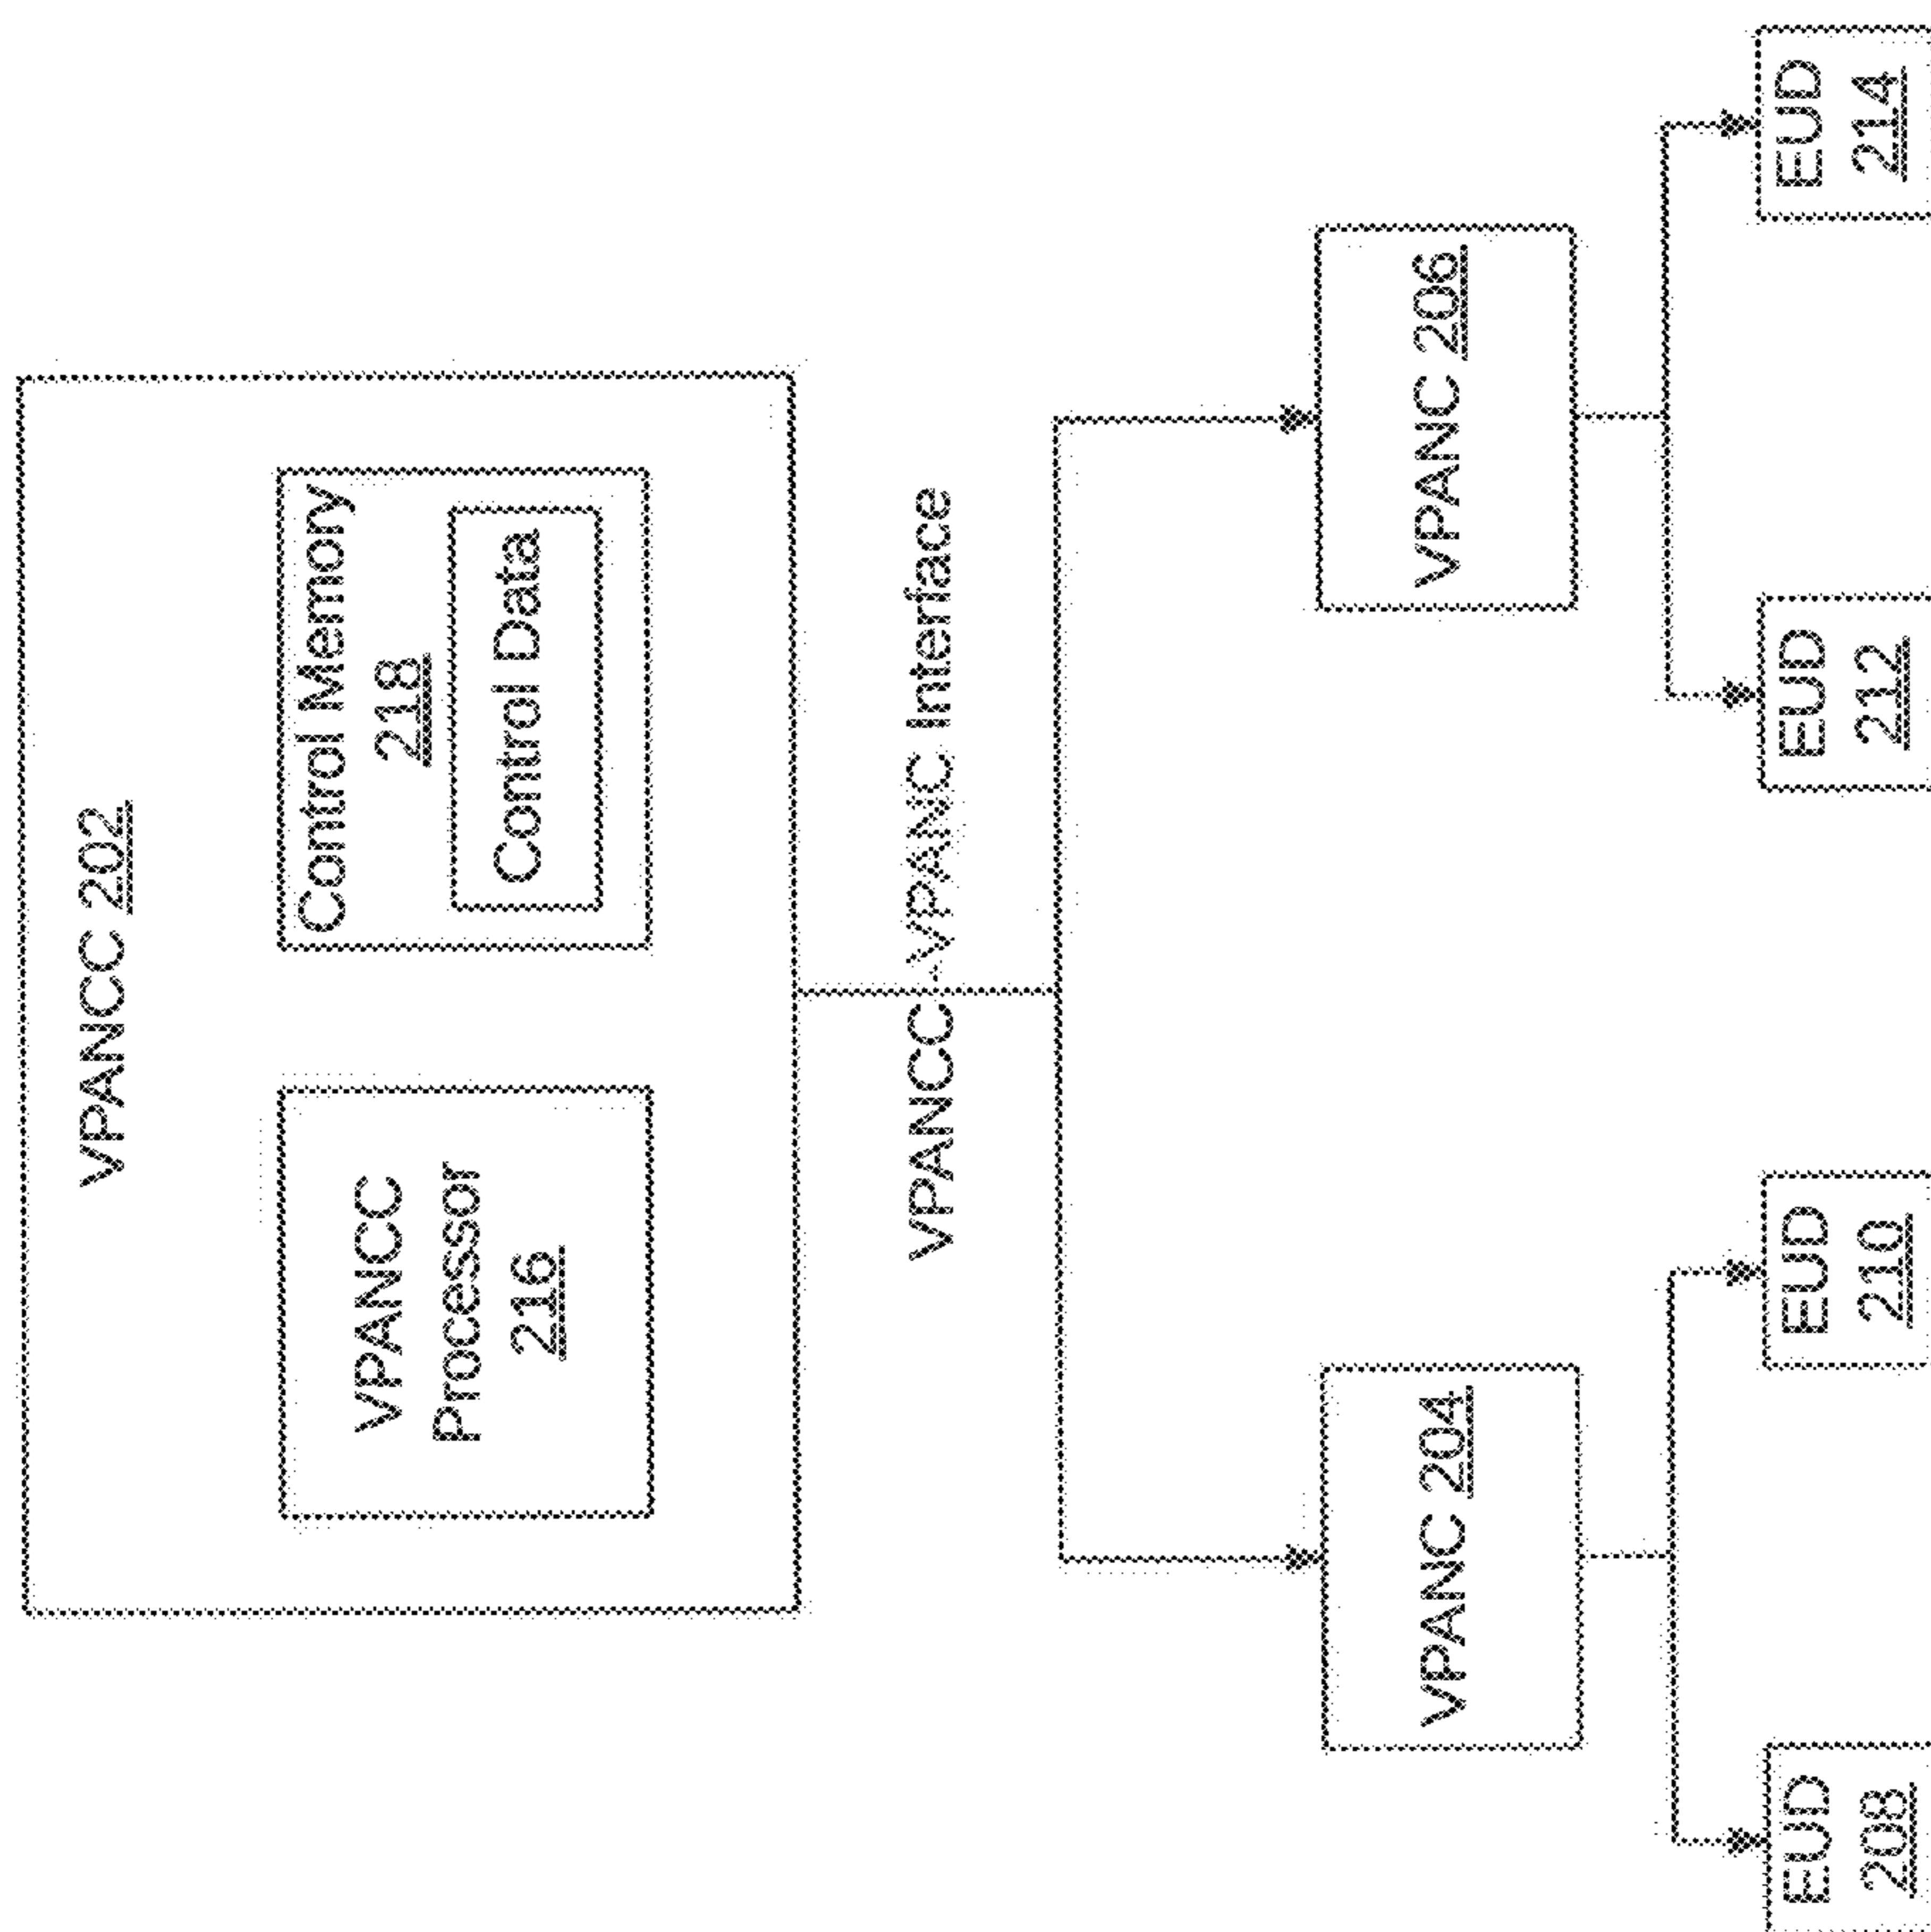 VPANCC 202
VPANCC
Processor
216
Control Memory
218
Control Data
VPANCC-VPANC Interface
VPANC 204
VPANC 206
EUD
208
EUD
210
EUD
212
EUD
214